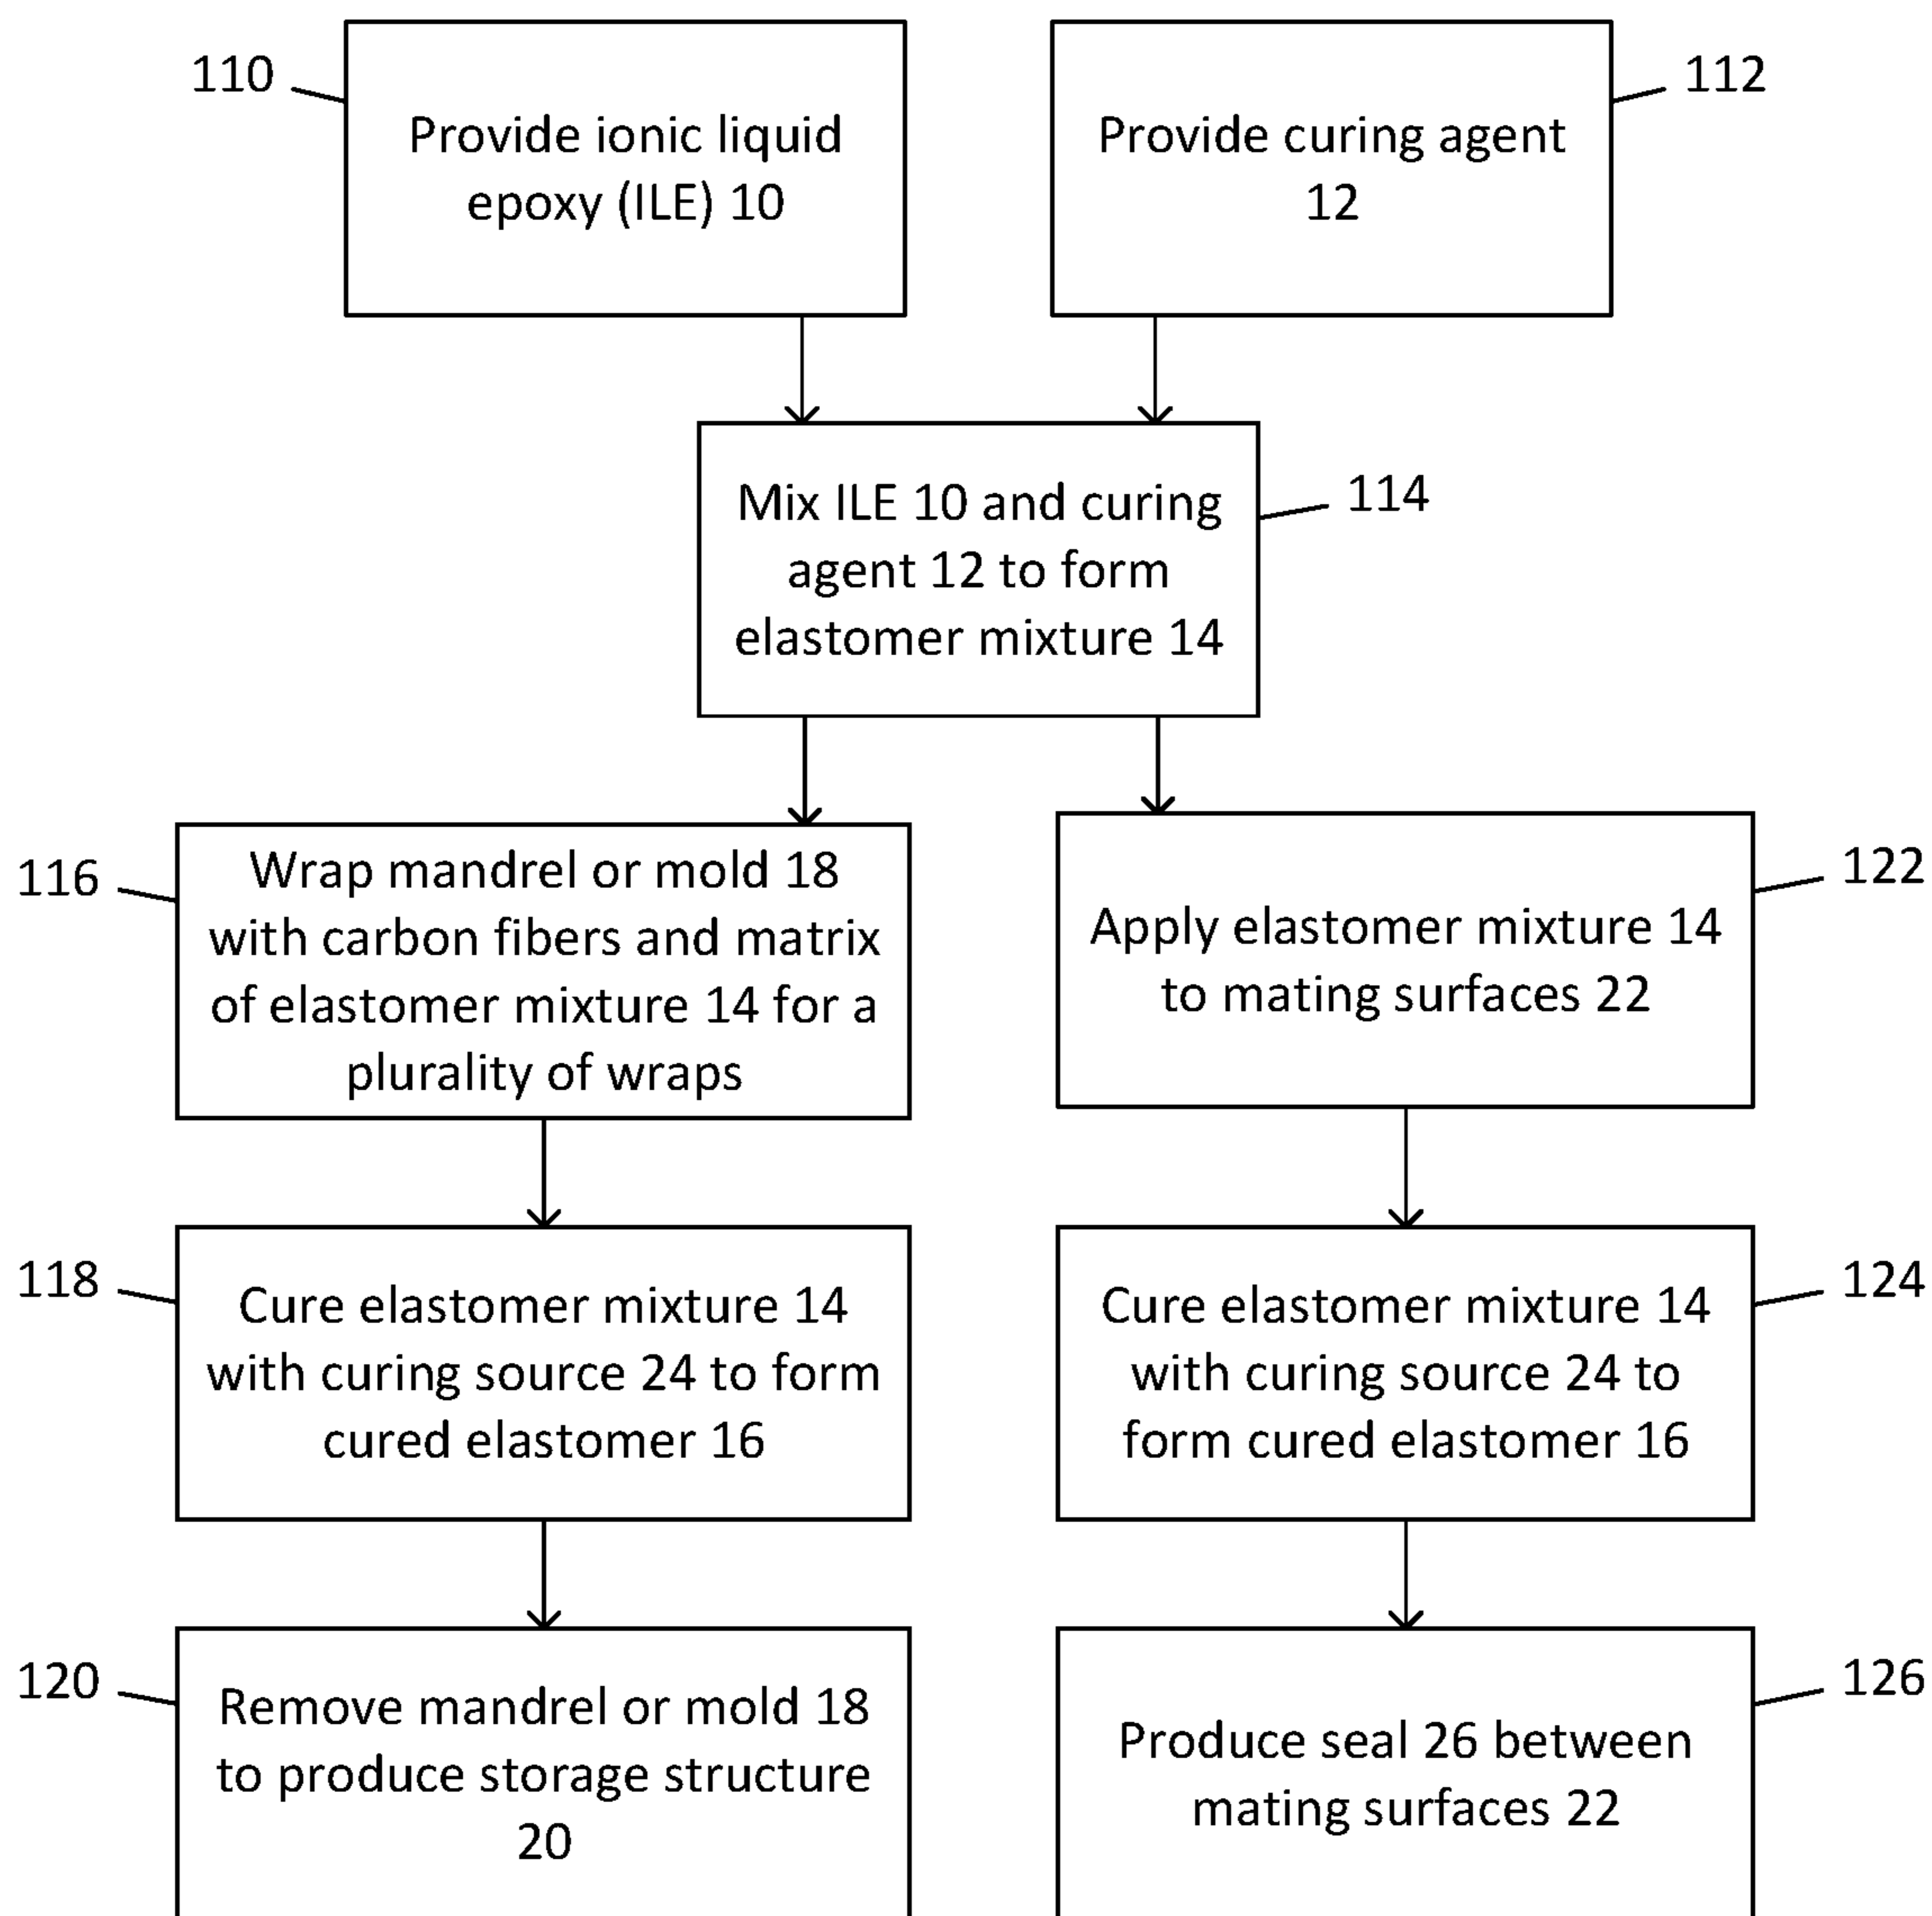 110
Provide ionic liquid
epoxy (ILE) 10
Provide curing agent
12
112
Mix ILE 10 and curing
agent 12 to form
elastomer mixture 14
114
116
Wrap mandrel or mold 18
with carbon fibers and matrix
of elastomer mixture 14 for a
plurality of wraps
Apply elastomer mixture 14
to mating surfaces 22
122
118
Cure elastomer mixture 14
with curing source 24 to form
cured elastomer 16
Cure elastomer mixture 14
with curing source 24 to
form cured elastomer 16
124
120
Remove mandrel or mold 18
to produce storage structure
20
Produce seal 26 between
mating surfaces 22
126